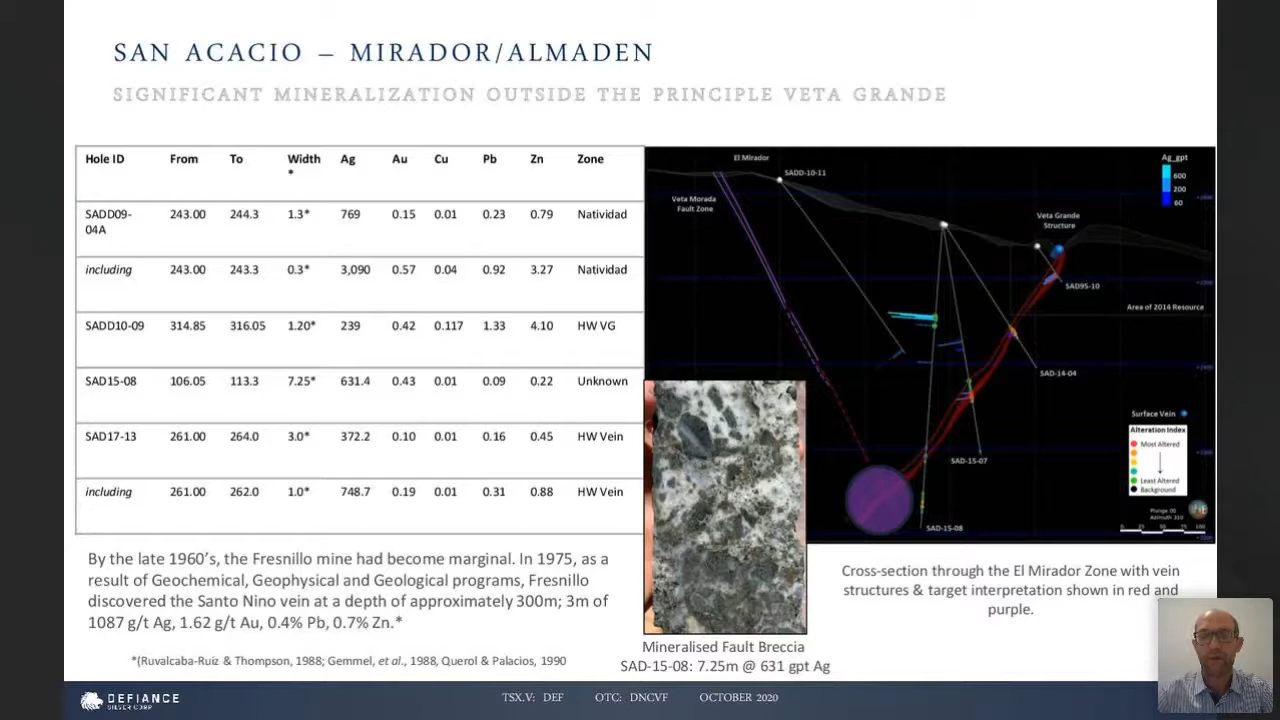 SAN ACACIO – MIRADOR/ALMADEN
SIGNIFICANT MINERALIZATION OUTSIDE THE PRINCIPLE VETA GRANDE
Hole ID From To Width * Ag Au Cu Pb Zn Zone
SADD09-04A 243.00 244.3 1.3* 769 0.15 0.01 0.23 0.79 Natividad
including 243.00 243.3 0.3* 3,090 0.57 0.04 0.92 3.27 Natividad
SADD10-09 314.85 316.05 1.20* 239 0.42 0.117 1.33 4.10 HW VG
SAD15-08 106.05 113.3 7.25* 631.4 0.43 0.01 0.09 0.22 Unknown
SAD17-13 261.00 264.0 3.0* 372.2 0.10 0.01 0.16 0.45 HW Vein
including 261.00 262.0 1.0* 748.7 0.19 0.01 0.31 0.88 HW Vein
El Mirador
SADD-10-11
Veta Morada
Fault Zone
Veta Grande
Structure
Ag_gpt
600
200
60
SAD95-10
Area of 2014 Resource
SAD-14-04
SAD-15-07
SAD-15-08
Surface Vein
Alteration Index
Most Altered
Least Altered
Background
Plunge 00
Azimuth 310
0 25 50 75 100
By the late 1960's, the Fresnillo mine had become marginal. In 1975, as a
result of Geochemical, Geophysical and Geological programs, Fresnillo
discovered the Santo Nino vein at a depth of approximately 300m; 3m of
1087 g/t Ag, 1.62 g/t Au, 0.4% Pb, 0.7% Zn.*
*(Ruvalcaba-Ruiz & Thompson, 1988; Gemmel, et al., 1988, Querol & Palacios, 1990
Mineralised Fault Breccia
SAD-15-08: 7.25m @ 631 gpt Ag
Cross-section through the El Mirador Zone with vein
structures & target interpretation shown in red and
purple.
DEFIANCE
SILVER CORP
TSX.V: DEF OTC: DNCVF OCTOBER 2020